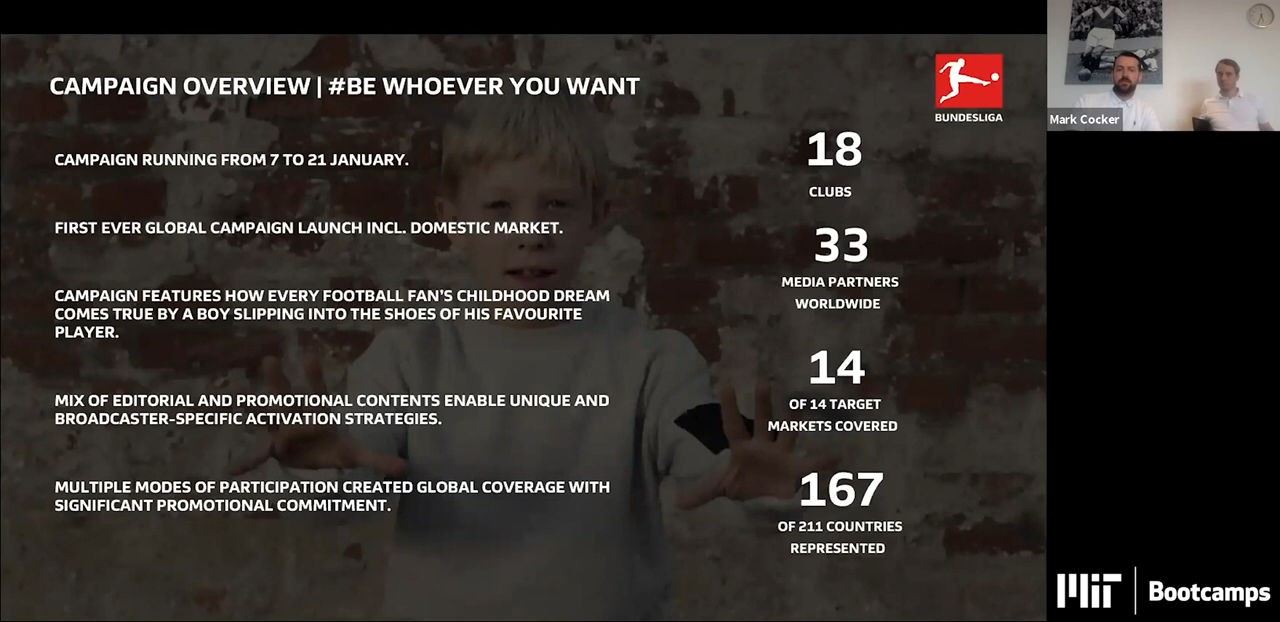 CAMPAIGN OVERVIEW | #BE WHOEVER YOU WANT
BUNDESLIGA
CAMPAIGN RUNNING FROM 7 TO 21 JANUARY.
FIRST EVER GLOBAL CAMPAIGN LAUNCH INCL. DOMESTIC MARKET.
CAMPAIGN FEATURES HOW EVERY FOOTBALL FAN'S CHILDHOOD DREAM
COMES TRUE BY A BOY SLIPPING INTO THE SHOES OF HIS FAVOURITE
PLAYER.
MIX OF EDITORIAL AND PROMOTIONAL CONTENTS ENABLE UNIQUE AND
BROADCASTER-SPECIFIC ACTIVATION STRATEGIES.
MULTIPLE MODES OF PARTICIPATION CREATED GLOBAL COVERAGE WITH
SIGNIFICANT PROMOTIONAL COMMITMENT.
18
CLUBS
33
MEDIA PARTNERS
WORLDWIDE
14
OF 14 TARGET
MARKETS COVERED
167
OF 211 COUNTRIES
REPRESENTED
Mark Cocker
MIT Bootcamps